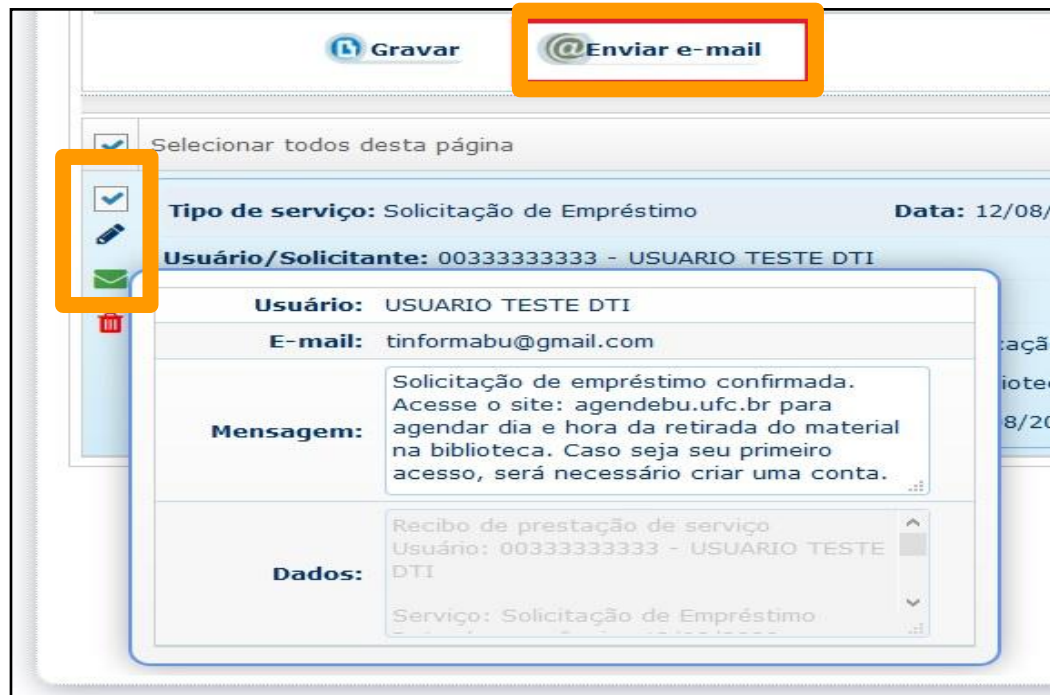 Gravar
@Enviar e-mail
Selecionar todos desta página
Tipo de serviço: Solicitação de Empréstimo Data: 12/08/
Usuário/Solicitante: 00333333333 - USUARIO TESTE DTI
Usuário: USUARIO TESTE DTI
E-mail: tinformabu@gmail.com
Mensagem: Solicitação de empréstimo confirmada.
Acesse o site: agendebu.ufc.br para
agendar dia e hora da retirada do material
na biblioteca. Caso seja seu primeiro
acesso, será necessário criar uma conta.
Dados: Recibo de prestação de serviço
Usuário: 00333333333 - USUARIO TESTE
DTI
Serviço: Solicitação de Empréstimo
8/20